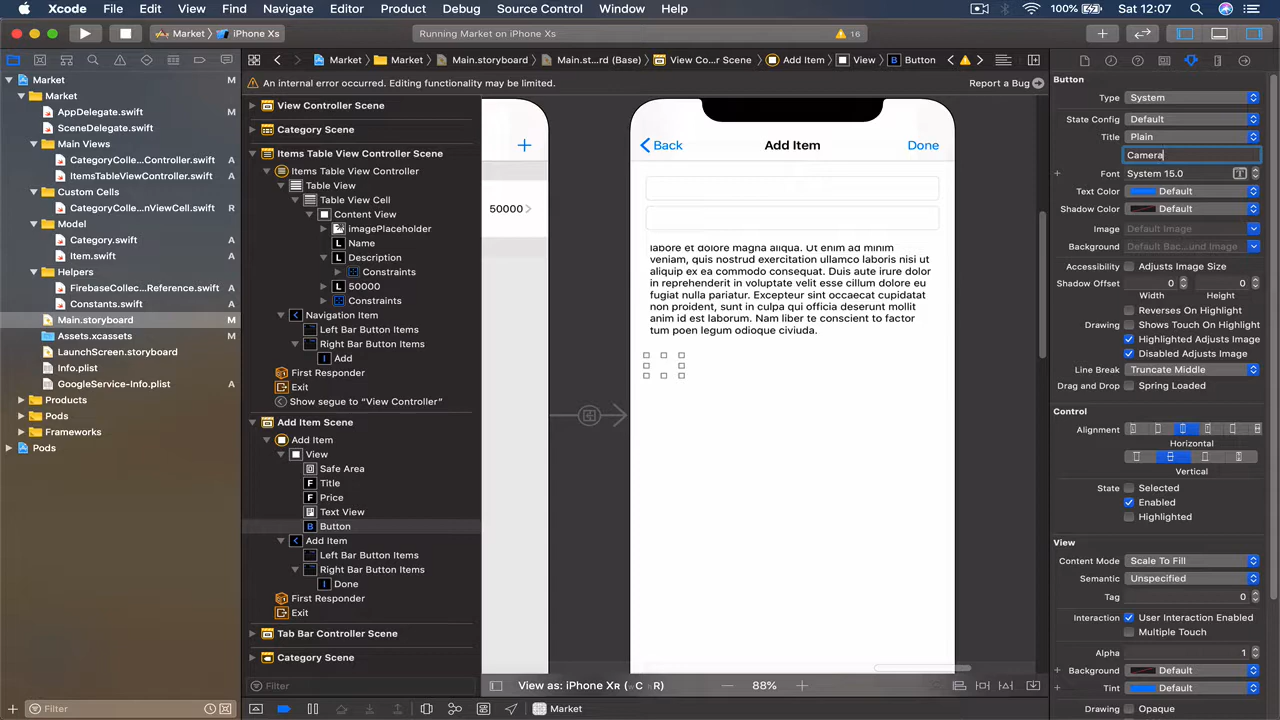 Xcode File Edit View Find Navigate Editor Product Debug Source Control Window Help 100% Sat 12:07
Market iPhone Xs Running Market on iPhone Xs 16
Market Market Main.storyboard Main.st...rd (Base) View Co...r Scene Add Item View Button
An internal error occurred. Editing functionality may be limited. Report a Bug
Market M
Market
AppDelegate.swift M
SceneDelegate.swift
Main Views
CategoryColle...Controller.swift A
ItemsTableViewController.swift A
Custom Cells
CategoryColle...nViewCell.swift R
Model
Category.swift A
Item.swift A
Helpers
FirebaseCollec...Reference.swift A
Constants.swift A
Main.storyboard M
Assets.xcassets M
LaunchScreen.storyboard
Info.plist
GoogleService-Info.plist A
Products
Pods
Frameworks
Pods
Filter
View Controller Scene
Category Scene
Items Table View Controller Scene
Items Table View Controller
Table View
Table View Cell
Content View
imagePlaceholder
L Name
L Description
Constraints
L 50000
Constraints
Navigation Item
Left Bar Button Items
Right Bar Button Items
Add
First Responder
Exit
Show segue to “View Controller”
Add Item Scene
Add Item
View
Safe Area
F Title
F Price
Text View
B Button
Add Item
Left Bar Button Items
Right Bar Button Items
Done
First Responder
Exit
Tab Bar Controller Scene
Category Scene
Filter
50000
Back Add Item Done
labore et dolore magna aliqua. Ut enim ad minim
veniam, quis nostrud exercitation ullamco laboris nisi ut
aliquip ex ea commodo consequat. Duis aute irure dolor
in reprehenderit in voluptate velit esse cillum dolore eu
fugiat nulla pariatur. Excepteur sint occaecat cupidatat
non proident, sunt in culpa qui officia deserunt mollit
anim id est laborum. Nam liber te conscient to factor
tum poen legum odioque civiuda.
View as: iPhone XR (wC hR) 88%
Market
Button
Type System
State Config Default
Title Plain
Camera
Font System 15.0
Text Color Default
Shadow Color Default
Image Default Image
Background Default Bac...und Image
Accessibility Adjusts Image Size
Shadow Offset 0 0
Width Height
Reverses On Highlight
Drawing Shows Touch On Highlight
Highlighted Adjusts Image
Disabled Adjusts Image
Line Break Truncate Middle
Drag and Drop Spring Loaded
Control
Alignment
Horizontal
Vertical
State Selected
Enabled
Highlighted
View
Content Mode Scale To Fill
Semantic Unspecified
Tag 0
Interaction User Interaction Enabled
Multiple Touch
Alpha 1
Background Default
Tint Default
Drawing Opaque